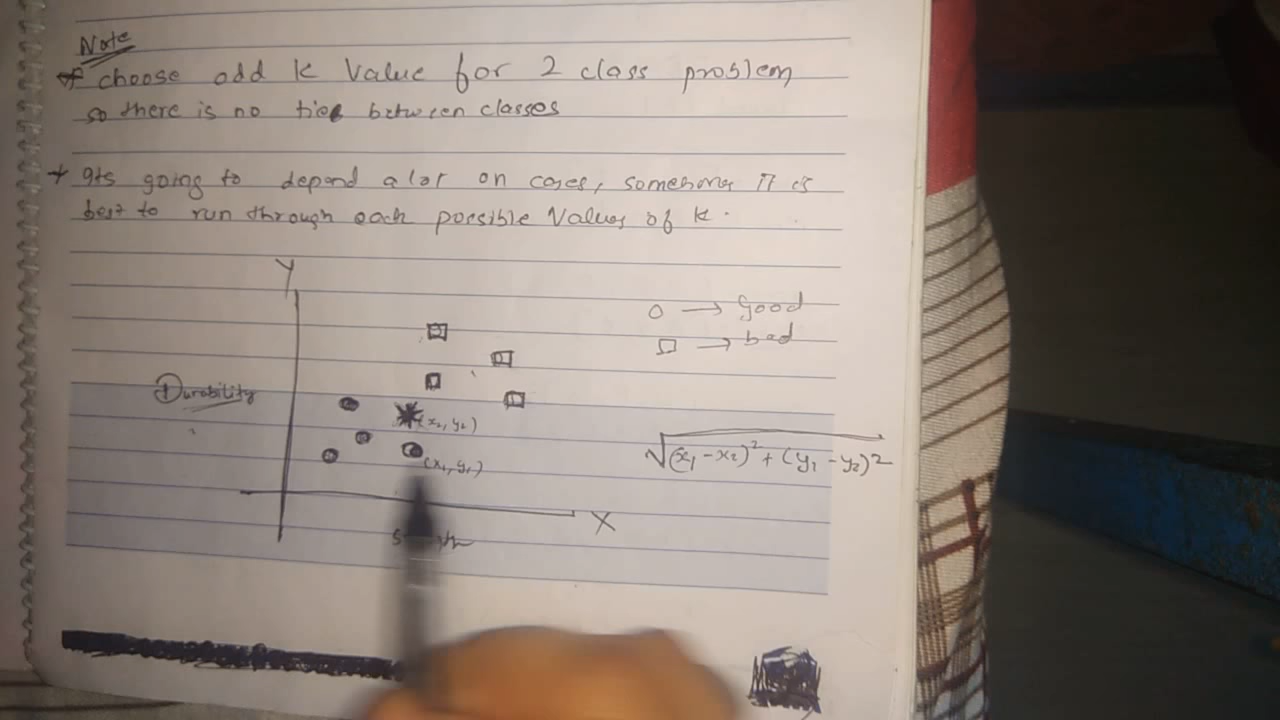 Note
* choose odd K value for 2 class problem
so there is no tie between classes
* Its going to depend a lot on cases, sometimes it is
best to run through each possible values of k.
Y
o → Good
□ → bad
Durability
(x₂, y₂)
(x₁, y₁)
√(x₁ - x₂)² + (y₁ - y₂)²
X